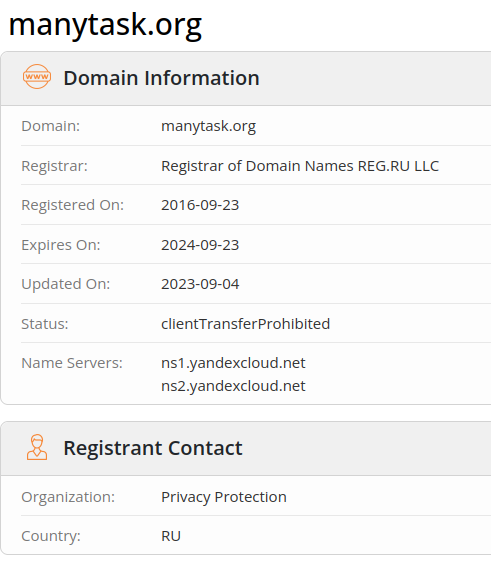 manytask.org
www
Domain Information
Domain: manytask.org
Registrar: Registrar of Domain Names REG.RU LLC
Registered On: 2016-09-23
Expires On: 2024-09-23
Updated On: 2023-09-04
Status: clientTransferProhibited
Name Servers: ns1.yandexcloud.net
ns2.yandexcloud.net
Registrant Contact
Organization: Privacy Protection
Country: RU